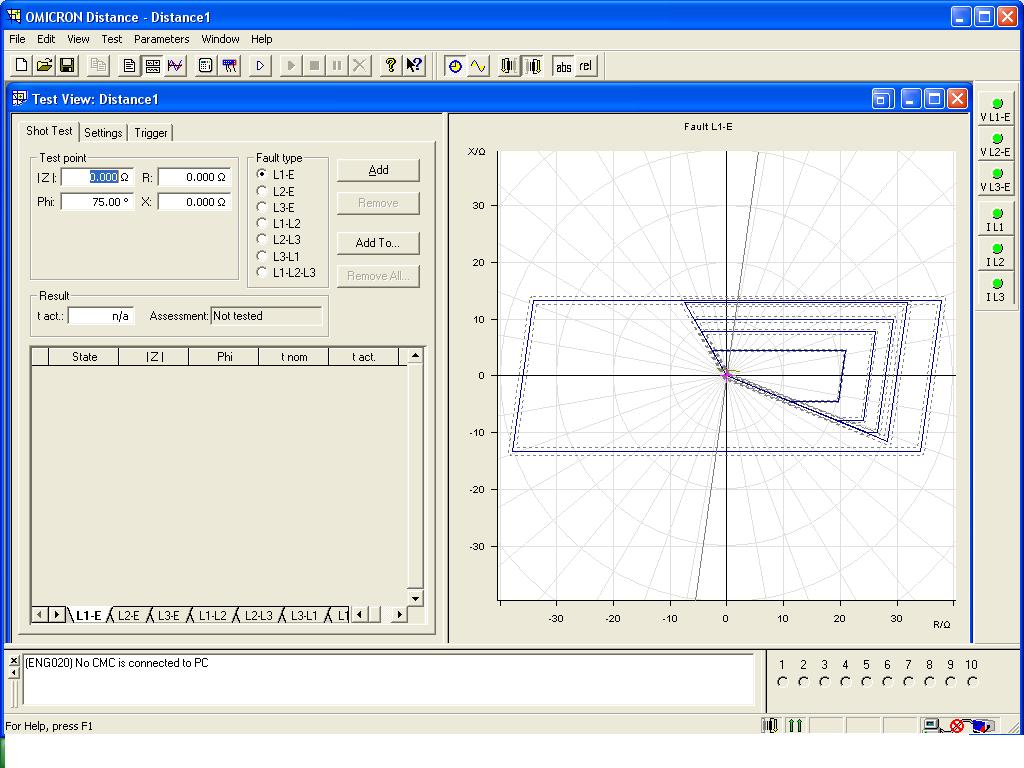 OMICRON Distance - Distance1
File Edit View Test Parameters Window Help
abs rel
Test View: Distance1
Shot Test Settings Trigger
Test point
|Z|: 0.000 Ω R: 0.000 Ω
Phi: 75.00 ° X: 0.000 Ω
Fault type
L1-E
L2-E
L3-E
L1-L2
L2-L3
L3-L1
L1-L2-L3
Add
Remove
Add To...
Remove All...
Result
t act.: n/a Assessment: Not tested
State |Z| Phi t nom t act.
L1-E L2-E L3-E L1-L2 L2-L3 L3-L1 L1
Fault L1-E
X/Ω
30
20
10
0
-10
-20
-30
-30 -20 -10 0 10 20 30
R/Ω
V L1-E
V L2-E
V L3-E
I L1
I L2
I L3
(ENG020) No CMC is connected to PC
1 2 3 4 5 6 7 8 9 10
For Help, press F1